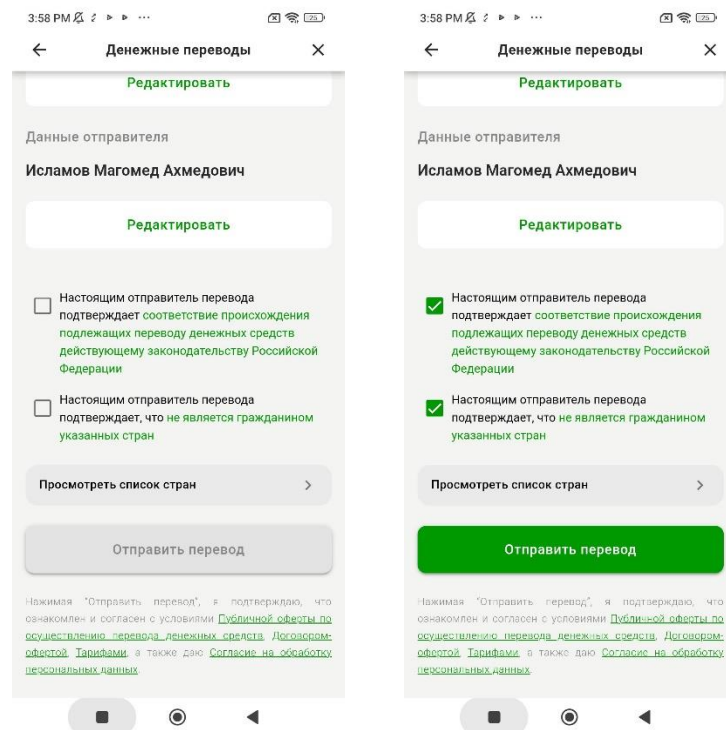 3:58 PM
25
Денежные переводы
Редактировать
Данные отправителя
Исламов Магомед Ахмедович
Редактировать
Настоящим отправитель перевода
подтверждает соответствие происхождения
подлежащих переводу денежных средств
действующему законодательству Российской
Федерации
Настоящим отправитель перевода
подтверждает, что не является гражданином
указанных стран
Просмотреть список стран
Отправить перевод
Нажимая "Отправить перевод", я подтверждаю, что
ознакомлен и согласен с условиями Публичной оферты по
осуществлению перевода денежных средств, Договором-
офертой, Тарифами, а также даю Согласие на обработку
персональных данных.
3:58 PM
25
Денежные переводы
Редактировать
Данные отправителя
Исламов Магомед Ахмедович
Редактировать
Настоящим отправитель перевода
подтверждает соответствие происхождения
подлежащих переводу денежных средств
действующему законодательству Российской
Федерации
Настоящим отправитель перевода
подтверждает, что не является гражданином
указанных стран
Просмотреть список стран
Отправить перевод
Нажимая "Отправить перевод", я подтверждаю, что
ознакомлен и согласен с условиями Публичной оферты по
осуществлению перевода денежных средств, Договором-
офертой, Тарифами, а также даю Согласие на обработку
персональных данных.